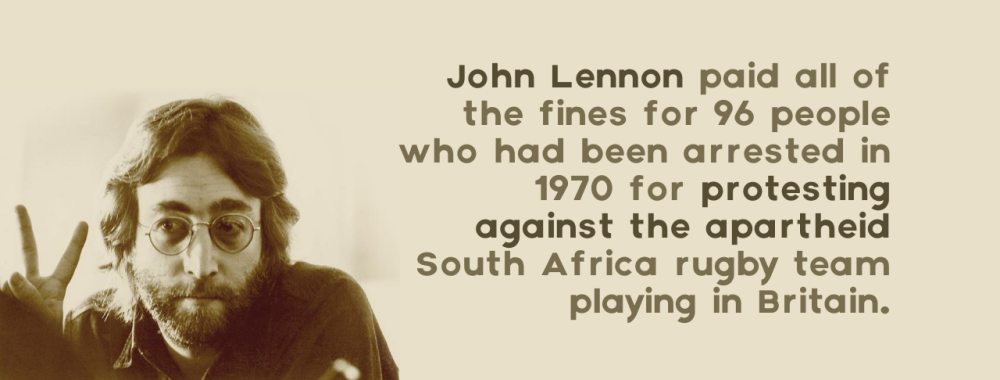 John Lennon paid all of
the fines for 96 people
who had been arrested in
1970 for protesting
against the apartheid
South Africa rugby team
playing in Britain.